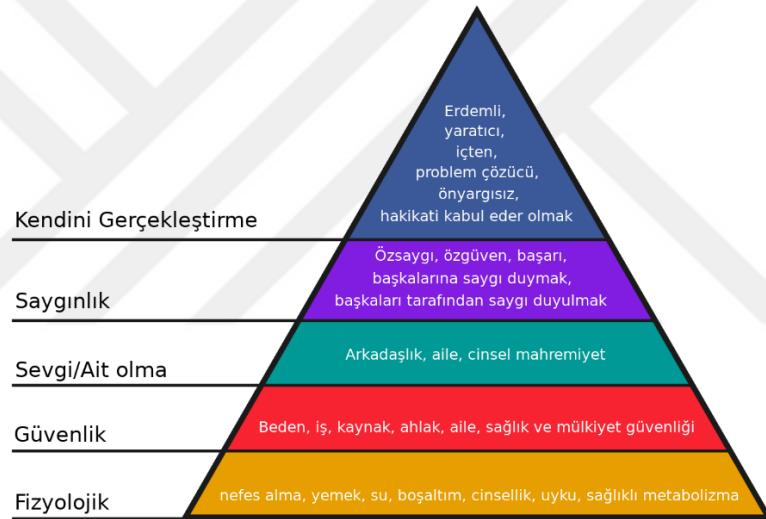 Erdemli,
yaratıcı,
içten,
problem çözücü,
önyargısız,
hakikati kabul eder olmak
Kendini Gerçekleştirme
Özsaygı, özgüven, başarı,
başkalarına saygı duymak,
başkaları tarafından saygı duyulmak
Saygınlık
Arkadaşlık, aile, cinsel mahremiyet
Sevgi/Ait olma
Beden, iş, kaynak, ahlak, aile, sağlık ve mülkiyet güvenliği
Güvenlik
nefes alma, yemek, su, boşaltım, cinsellik, uyku, sağlıklı metabolizma
Fizyolojik